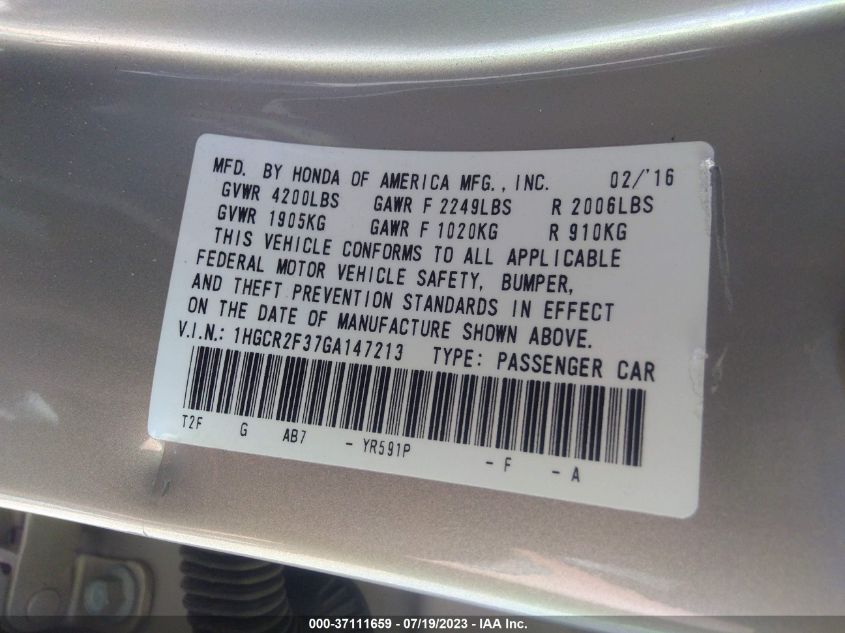 MFD. BY HONDA OF AMERICA MFG., INC. 02/'16
GVWR 4200LBS GAWR F 2249LBS R 2006LBS
GVWR 1905KG GAWR F 1020KG R 910KG
THIS VEHICLE CONFORMS TO ALL APPLICABLE
FEDERAL MOTOR VEHICLE SAFETY, BUMPER,
AND THEFT PREVENTION STANDARDS IN EFFECT
ON THE DATE OF MANUFACTURE SHOWN ABOVE.
V.I.N.: 1HGCR2F37GA147213 TYPE: PASSENGER CAR
T2F G AB7 - YR591P - F - A
000-37111659 / 07/19/2023 - IAA Inc.